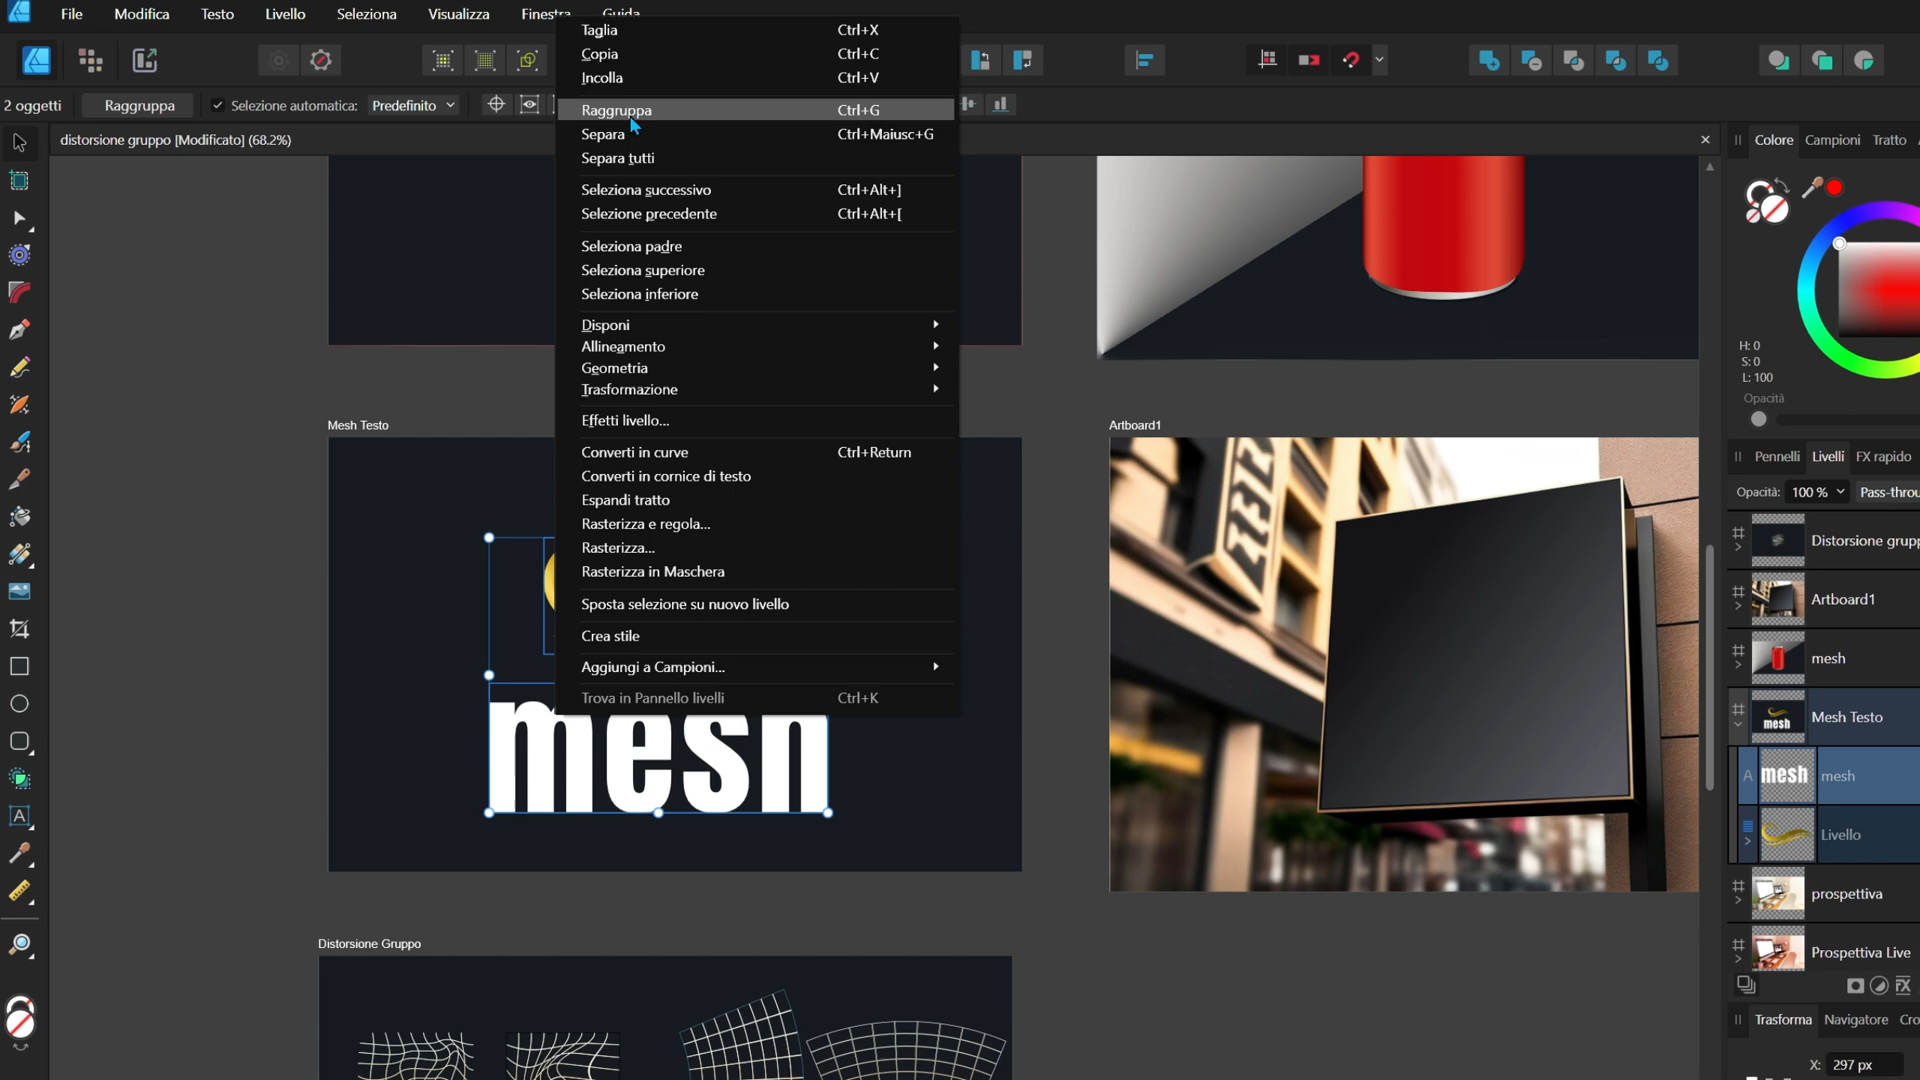 File Modifica Testo Livello Seleziona Visualizza Finestra Guida
2 oggetti Raggruppa Selezione automatica: Predefinito
distorsione gruppo [Modificato] (68.2%)
Taglia Ctrl+X
Copia Ctrl+C
Incolla Ctrl+V
Raggruppa Ctrl+G
Separa Ctrl+Maiusc+G
Separa tutti
Seleziona successivo Ctrl+Alt+]
Selezione precedente Ctrl+Alt+[
Seleziona padre
Seleziona superiore
Seleziona inferiore
Disponi
Allineamento
Geometria
Trasformazione
Effetti livello...
Converti in curve Ctrl+Return
Converti in cornice di testo
Espandi tratto
Rasterizza e regola...
Rasterizza...
Rasterizza in Maschera
Sposta selezione su nuovo livello
Crea stile
Aggiungi a Campioni...
Trova in Pannello livelli Ctrl+K
Mesh Testo
mesh
Distorsione Gruppo
Artboard1
Colore Campioni Tratto
H: 0
S: 0
L: 100
Opacità
Pennelli Livelli FX rapido
Opacità: 100 % Pass-throu
Distorsione grupp
Artboard1
mesh
mesh Mesh Testo
A mesh mesh
Livello
prospettiva
Prospettiva Live
Trasforma Navigatore Cro
X: 297 px